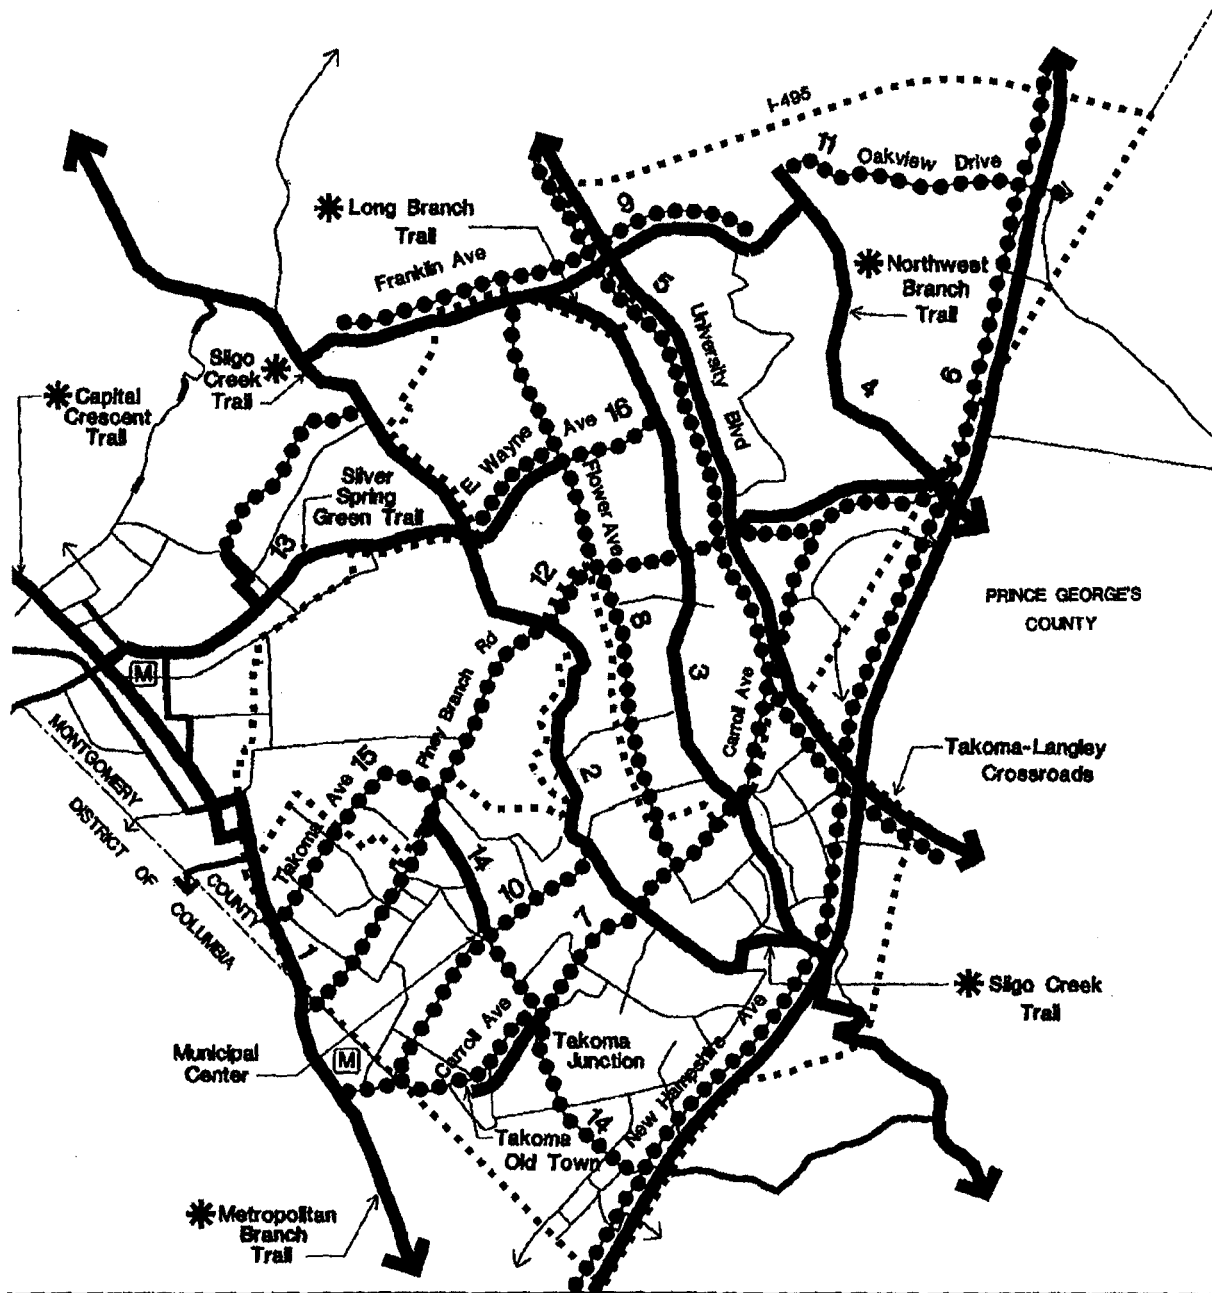 I-495
11
Oakview Drive
Long Branch
Trail
9
Franklin Ave
Northwest
Branch
Trail
5
University
Blvd
Sligo
Creek
Trail
Capital
Crescent
Trail
6
4
E Wayne Ave 16
Silver
Spring
Green Trail
Flower Ave
13
12
PRINCE GEORGE'S
COUNTY
8
Piney Branch Rd
3
Carroll Ave
M
MONTGOMERY COUNTY
DISTRICT OF COLUMBIA
Takoma-Langley
Crossroads
Takoma Ave 15
2
14
10
7
1
Sligo Creek
Trail
Carroll Ave
New Hampshire Ave
Municipal
Center
M
Takoma
Junction
14
Takoma
Old Town
Metropolitan
Branch
Trail